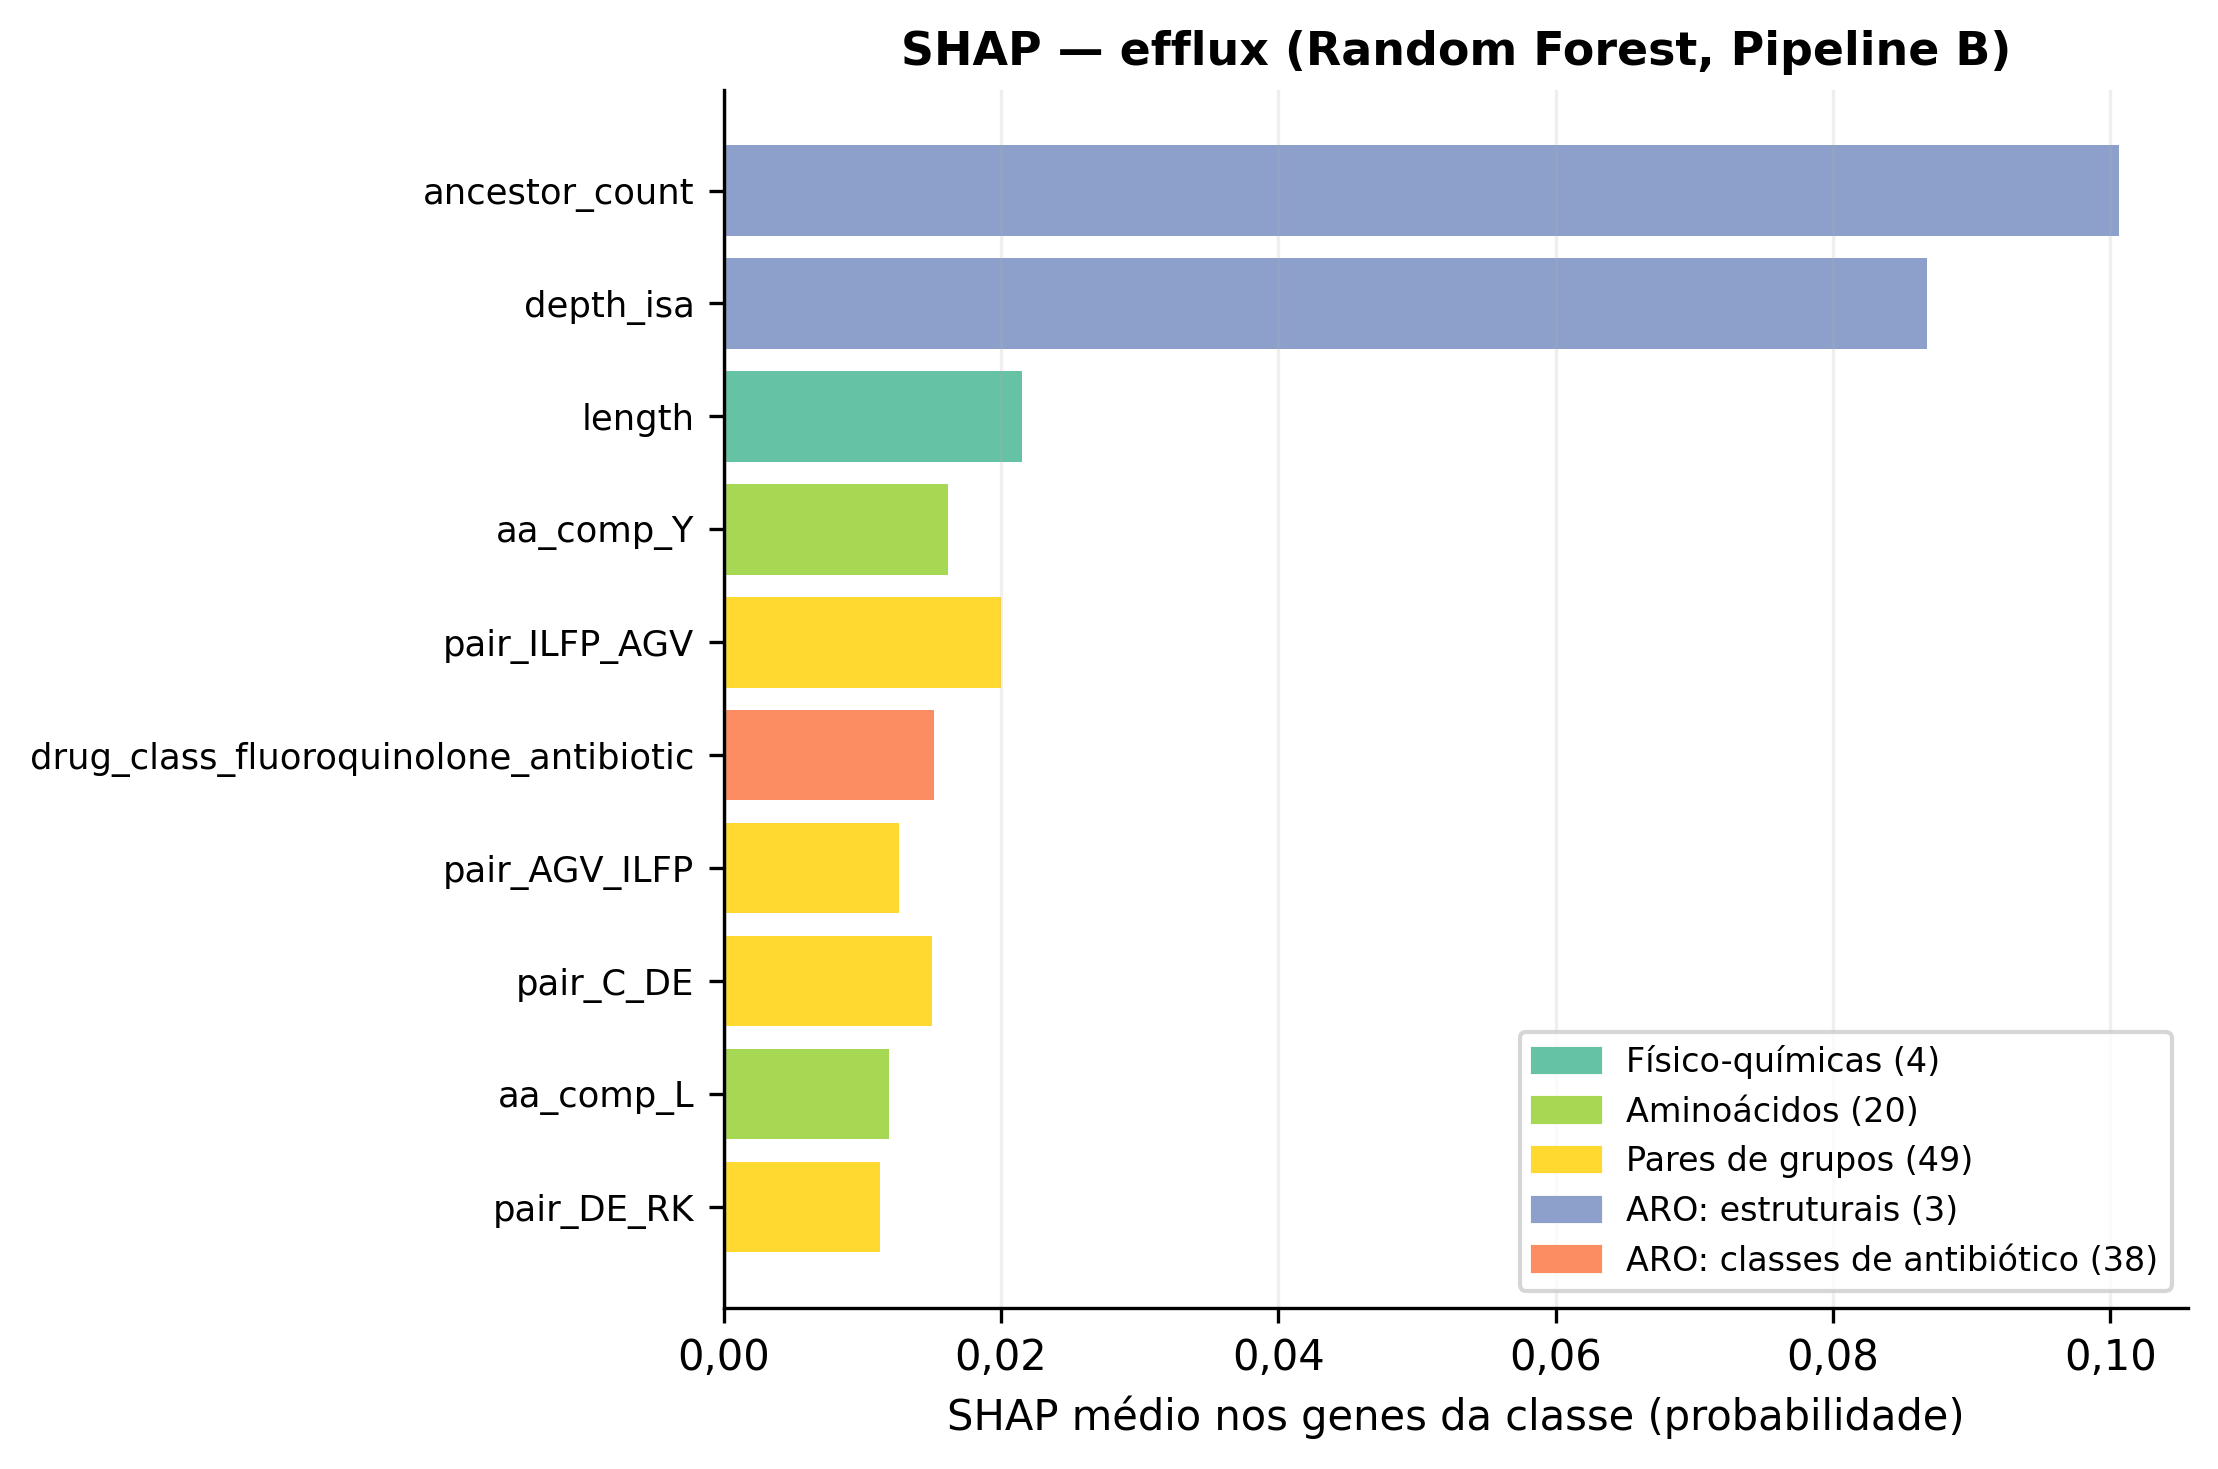 SHAP — efflux (Random Forest, Pipeline B)
ancestor_count
depth_isa
length
aa_comp_Y
pair_ILFP_AGV
drug_class_fluoroquinolone_antibiotic
pair_AGV_ILFP
pair_C_DE
aa_comp_L
pair_DE_RK
Físico-químicas (4)
Aminoácidos (20)
Pares de grupos (49)
ARO: estruturais (3)
ARO: classes de antibiótico (38)
0,00 0,02 0,04 0,06 0,08 0,10
SHAP médio nos genes da classe (probabilidade)